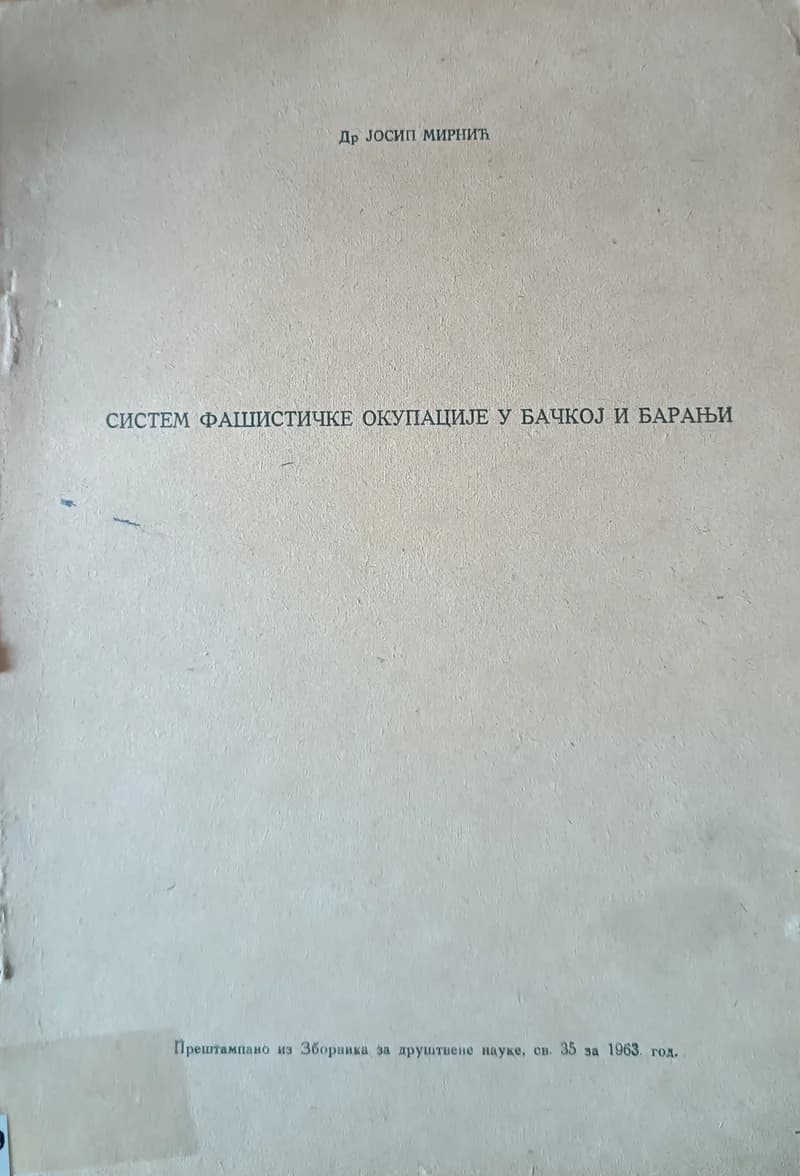 Др ЈОСИП МИРНИЋ
СИСТЕМ ФАШИСТИЧКЕ ОКУПАЦИЈЕ У БАЧКОЈ И БАРАЊИ
Прештампано из Зборника за друштвене науке, св. 35 за 1963. год.